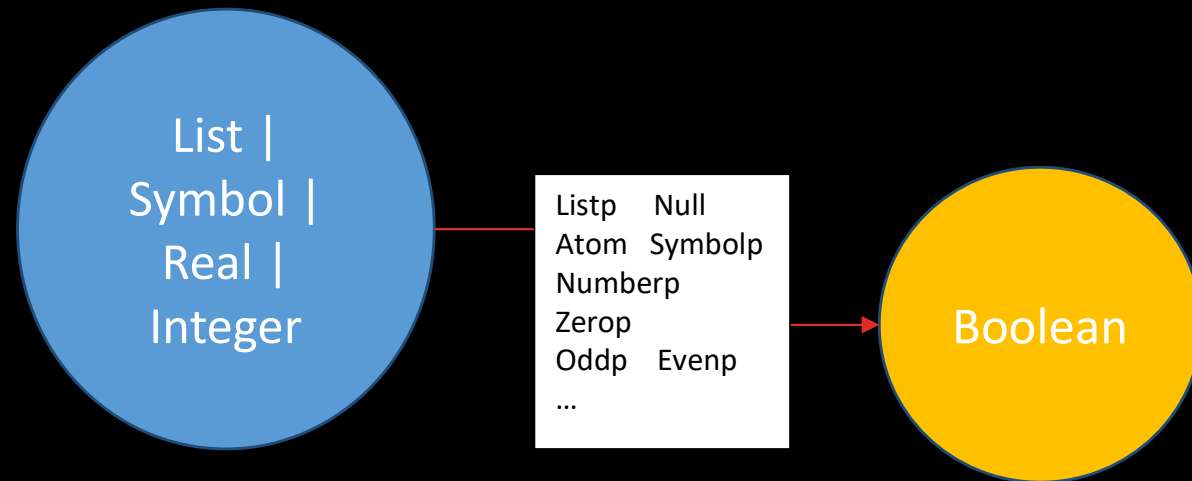 List |
Symbol |
Real |
Integer
Listp Null
Atom Symbolp
Numberp
Zerop
Oddp Evenp
…
Boolean